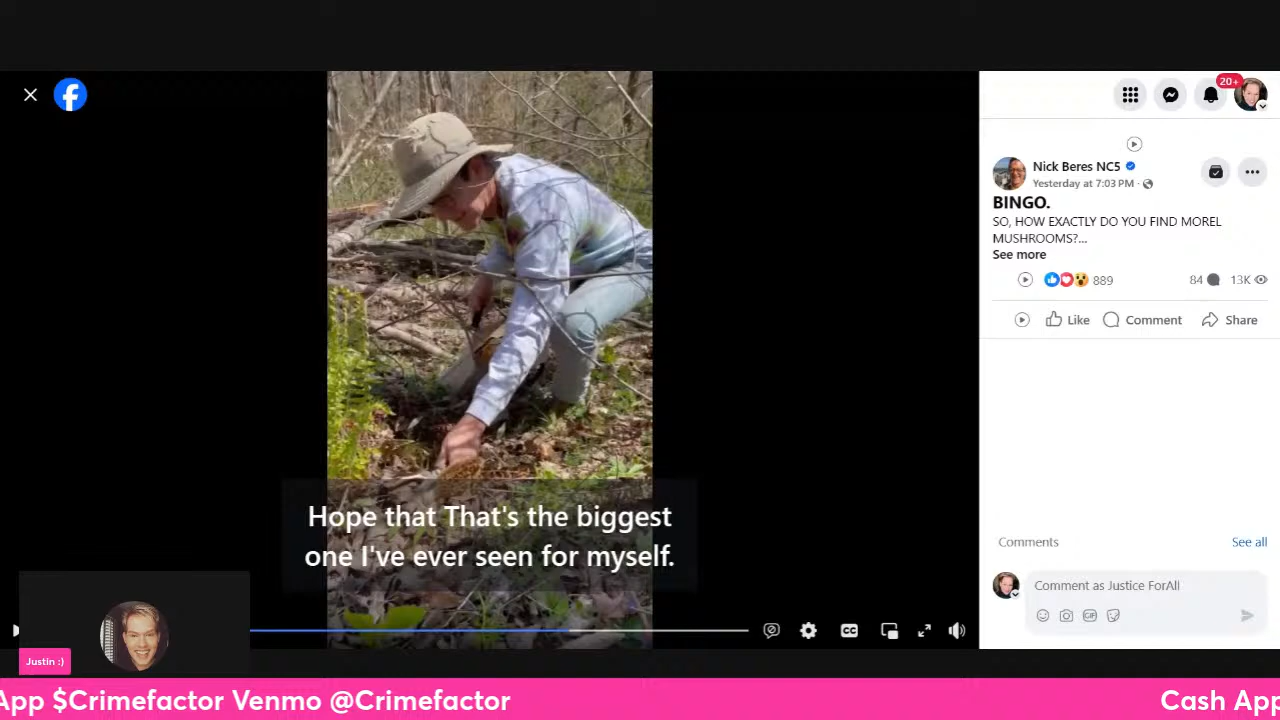 20+
Nick Beres NC5
Yesterday at 7:03 PM ·
BINGO.
SO, HOW EXACTLY DO YOU FIND MOREL
MUSHROOMS?...
See more
889
84
13K
Like
Comment
Share
Hope that That's the biggest
one I've ever seen for myself.
Comments
See all
Comment as Justice ForAll
GIF
CC
Justin :)
App $Crimefactor Venmo @Crimefactor
Cash App